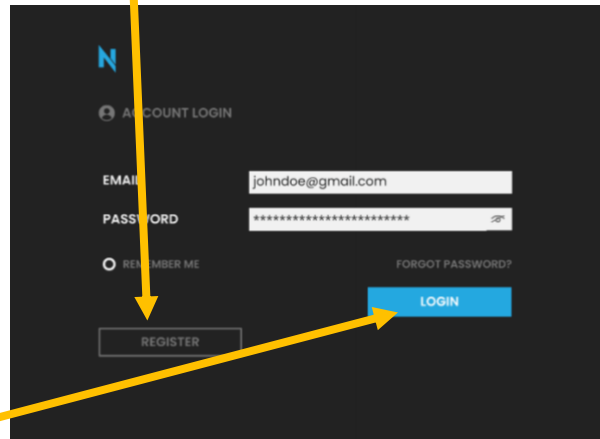 N
ACCOUNT LOGIN
EMAIL johndoe@gmail.com
PASSWORD ************************
REMEMBER ME FORGOT PASSWORD?
LOGIN
REGISTER